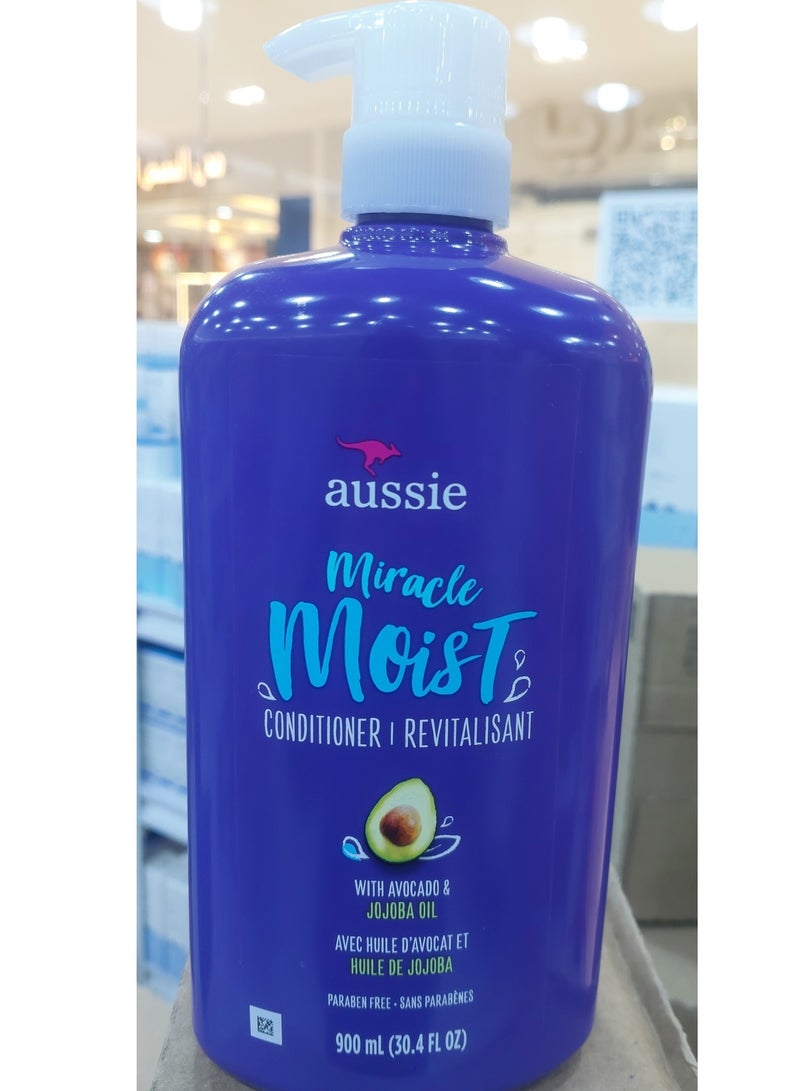 aussie
Miracle
Moist
CONDITIONER | REVITALISANT
WITH AVOCADO &
JOJOBA OIL
AVEC HUILE D'AVOCAT ET
HUILE DE JOJOBA
PARABEN FREE • SANS PARABÈNES
900 mL (30.4 FL OZ)